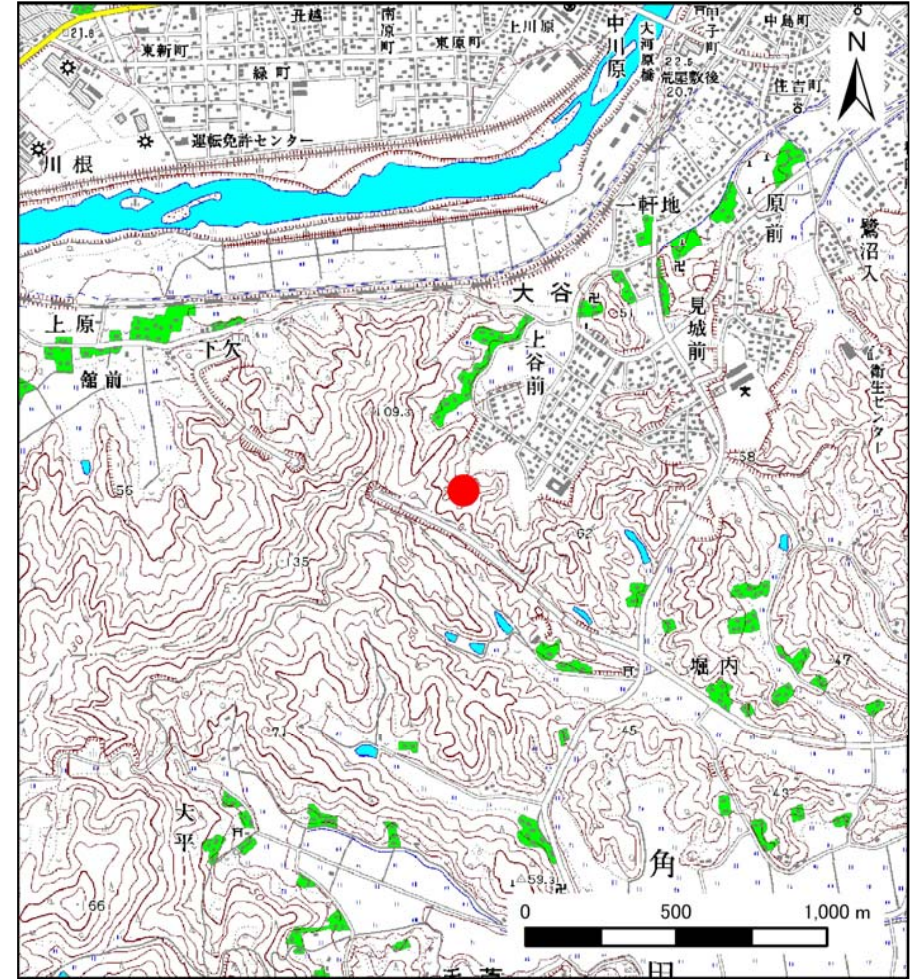 21.8
丑越
南原町
上川原
中川原
大河原橋
甲子町
中島町
N
東新町
東原町
22.5
荒屋敷後
20.7
住吉町
緑町
運転免許センター
川根
一軒地
原前
鷺沼入
大谷
51
見城前
上原
下欠
上谷前
舘前
衛生センター
109.3
68
56
62
135
堀内
47
71
45
43
大平
角
59.3
66
0
500
1,000 m
田